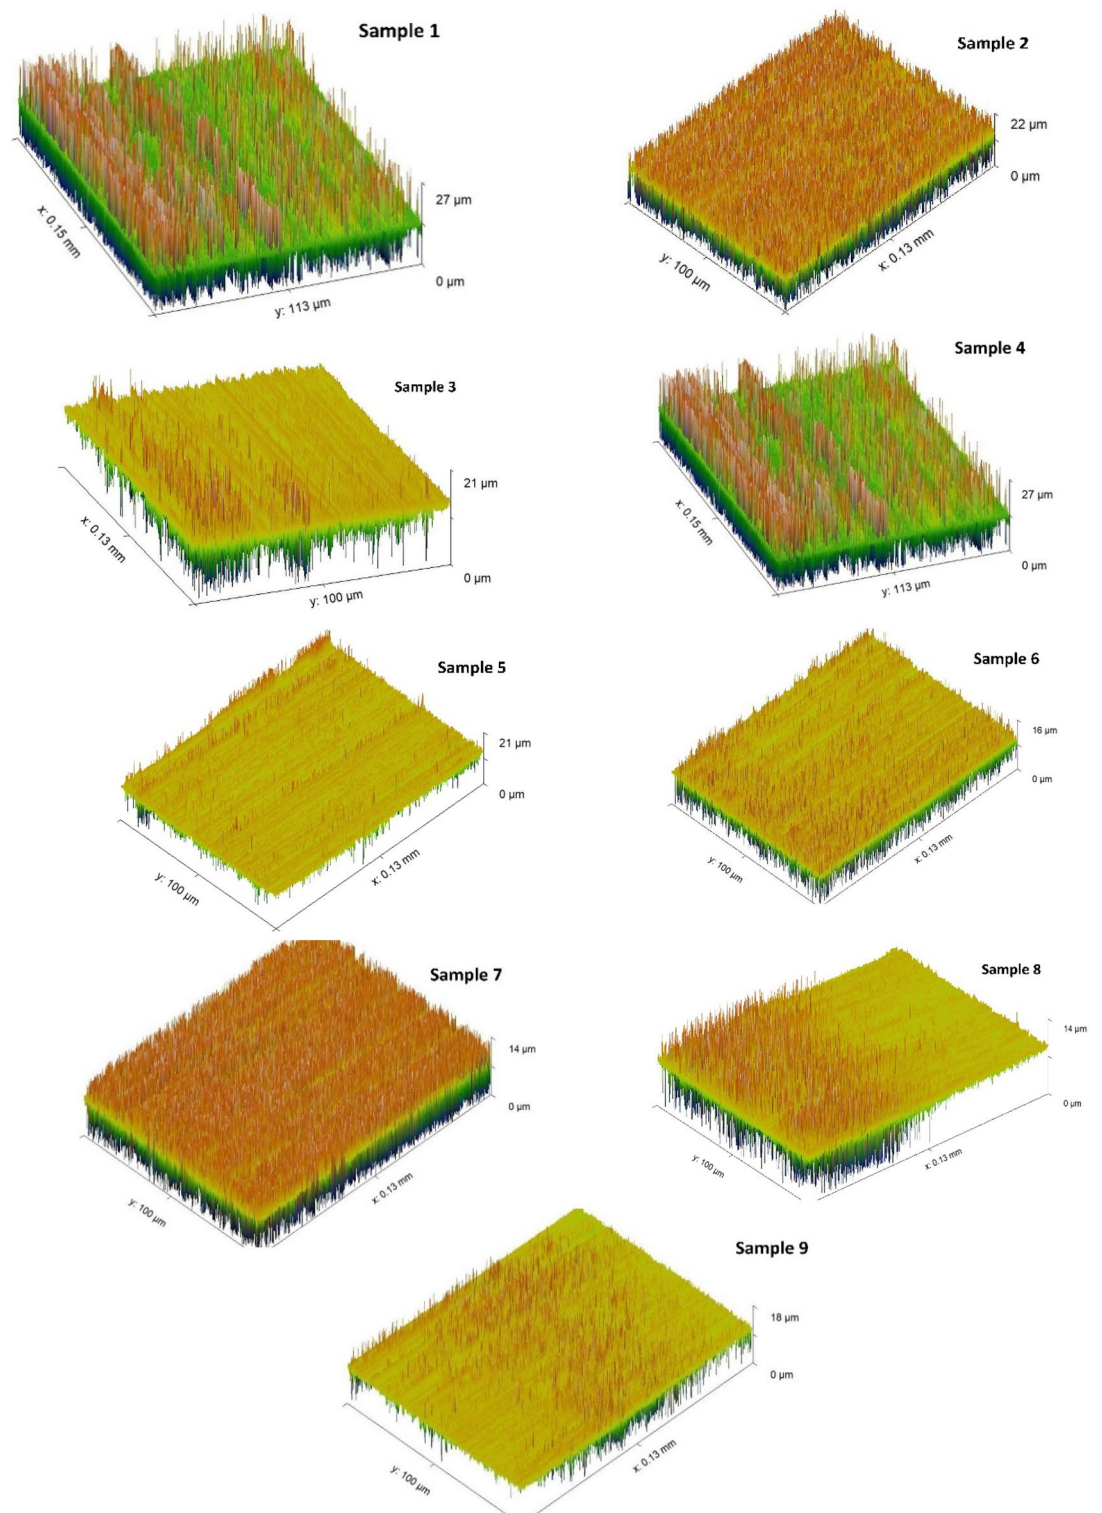 Sample 1
27 µm
0 µm
x: 0.15 mm
y: 113 µm
Sample 2
22 µm
0 µm
y: 100 µm
x: 0.13 mm
Sample 3
21 µm
0 µm
x: 0.13 mm
y: 100 µm
Sample 4
27 µm
0 µm
x: 0.15 mm
y: 113 µm
Sample 5
21 µm
0 µm
y: 100 µm
x: 0.13 mm
Sample 6
16 µm
0 µm
y: 100 µm
x: 0.13 mm
Sample 7
14 µm
0 µm
y: 100 µm
x: 0.13 mm
Sample 8
14 µm
0 µm
y: 100 µm
x: 0.13 mm
Sample 9
18 µm
0 µm
y: 100 µm
x: 0.13 mm